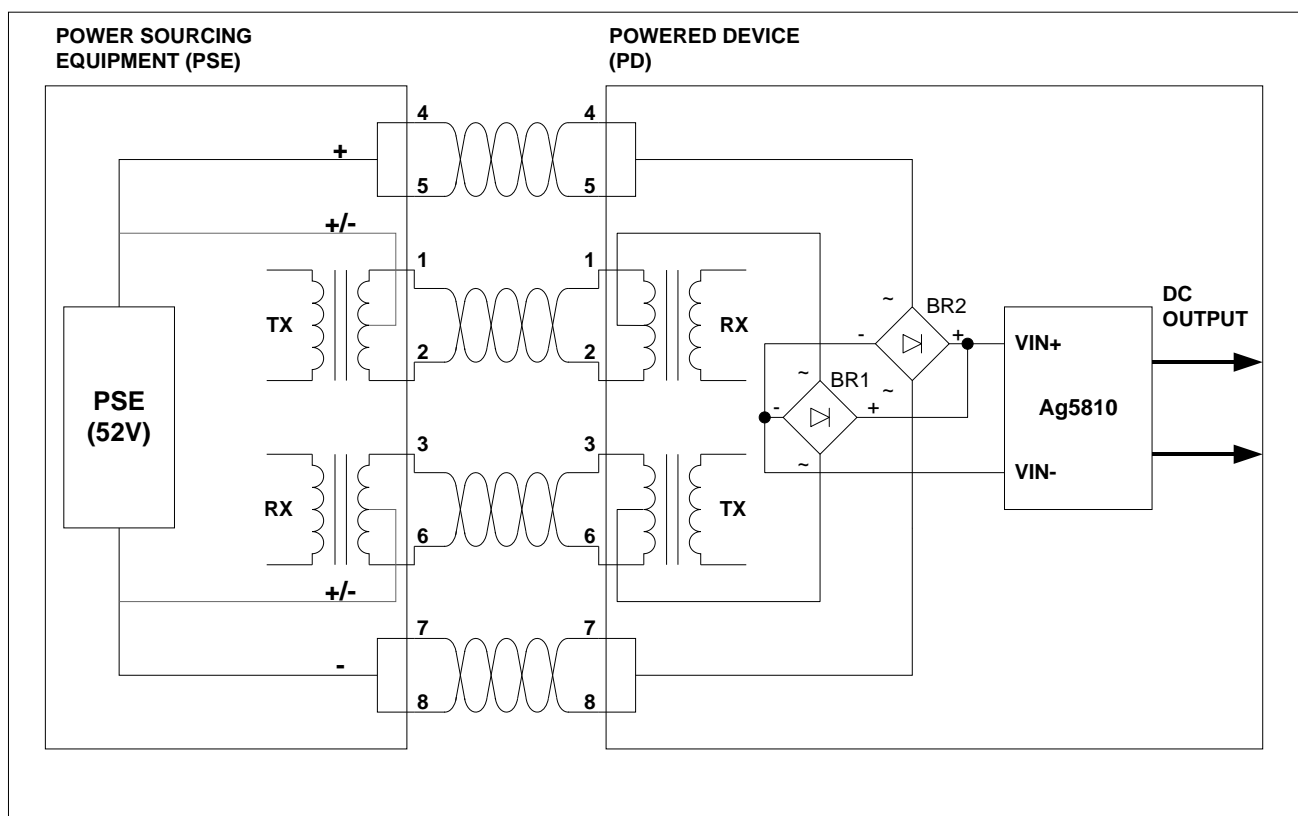 POWER SOURCING
EQUIPMENT (PSE)
POWERED DEVICE
(PD)
4
4
+
5
5
+/-
1
1
TX
RX
2
2
PSE
(52V)
3
3
RX
TX
6
6
+/-
7
7
-
8
8
~
BR2
-
+
~
~
BR1
-
+
~
VIN+
Ag5810
VIN-
DC
OUTPUT